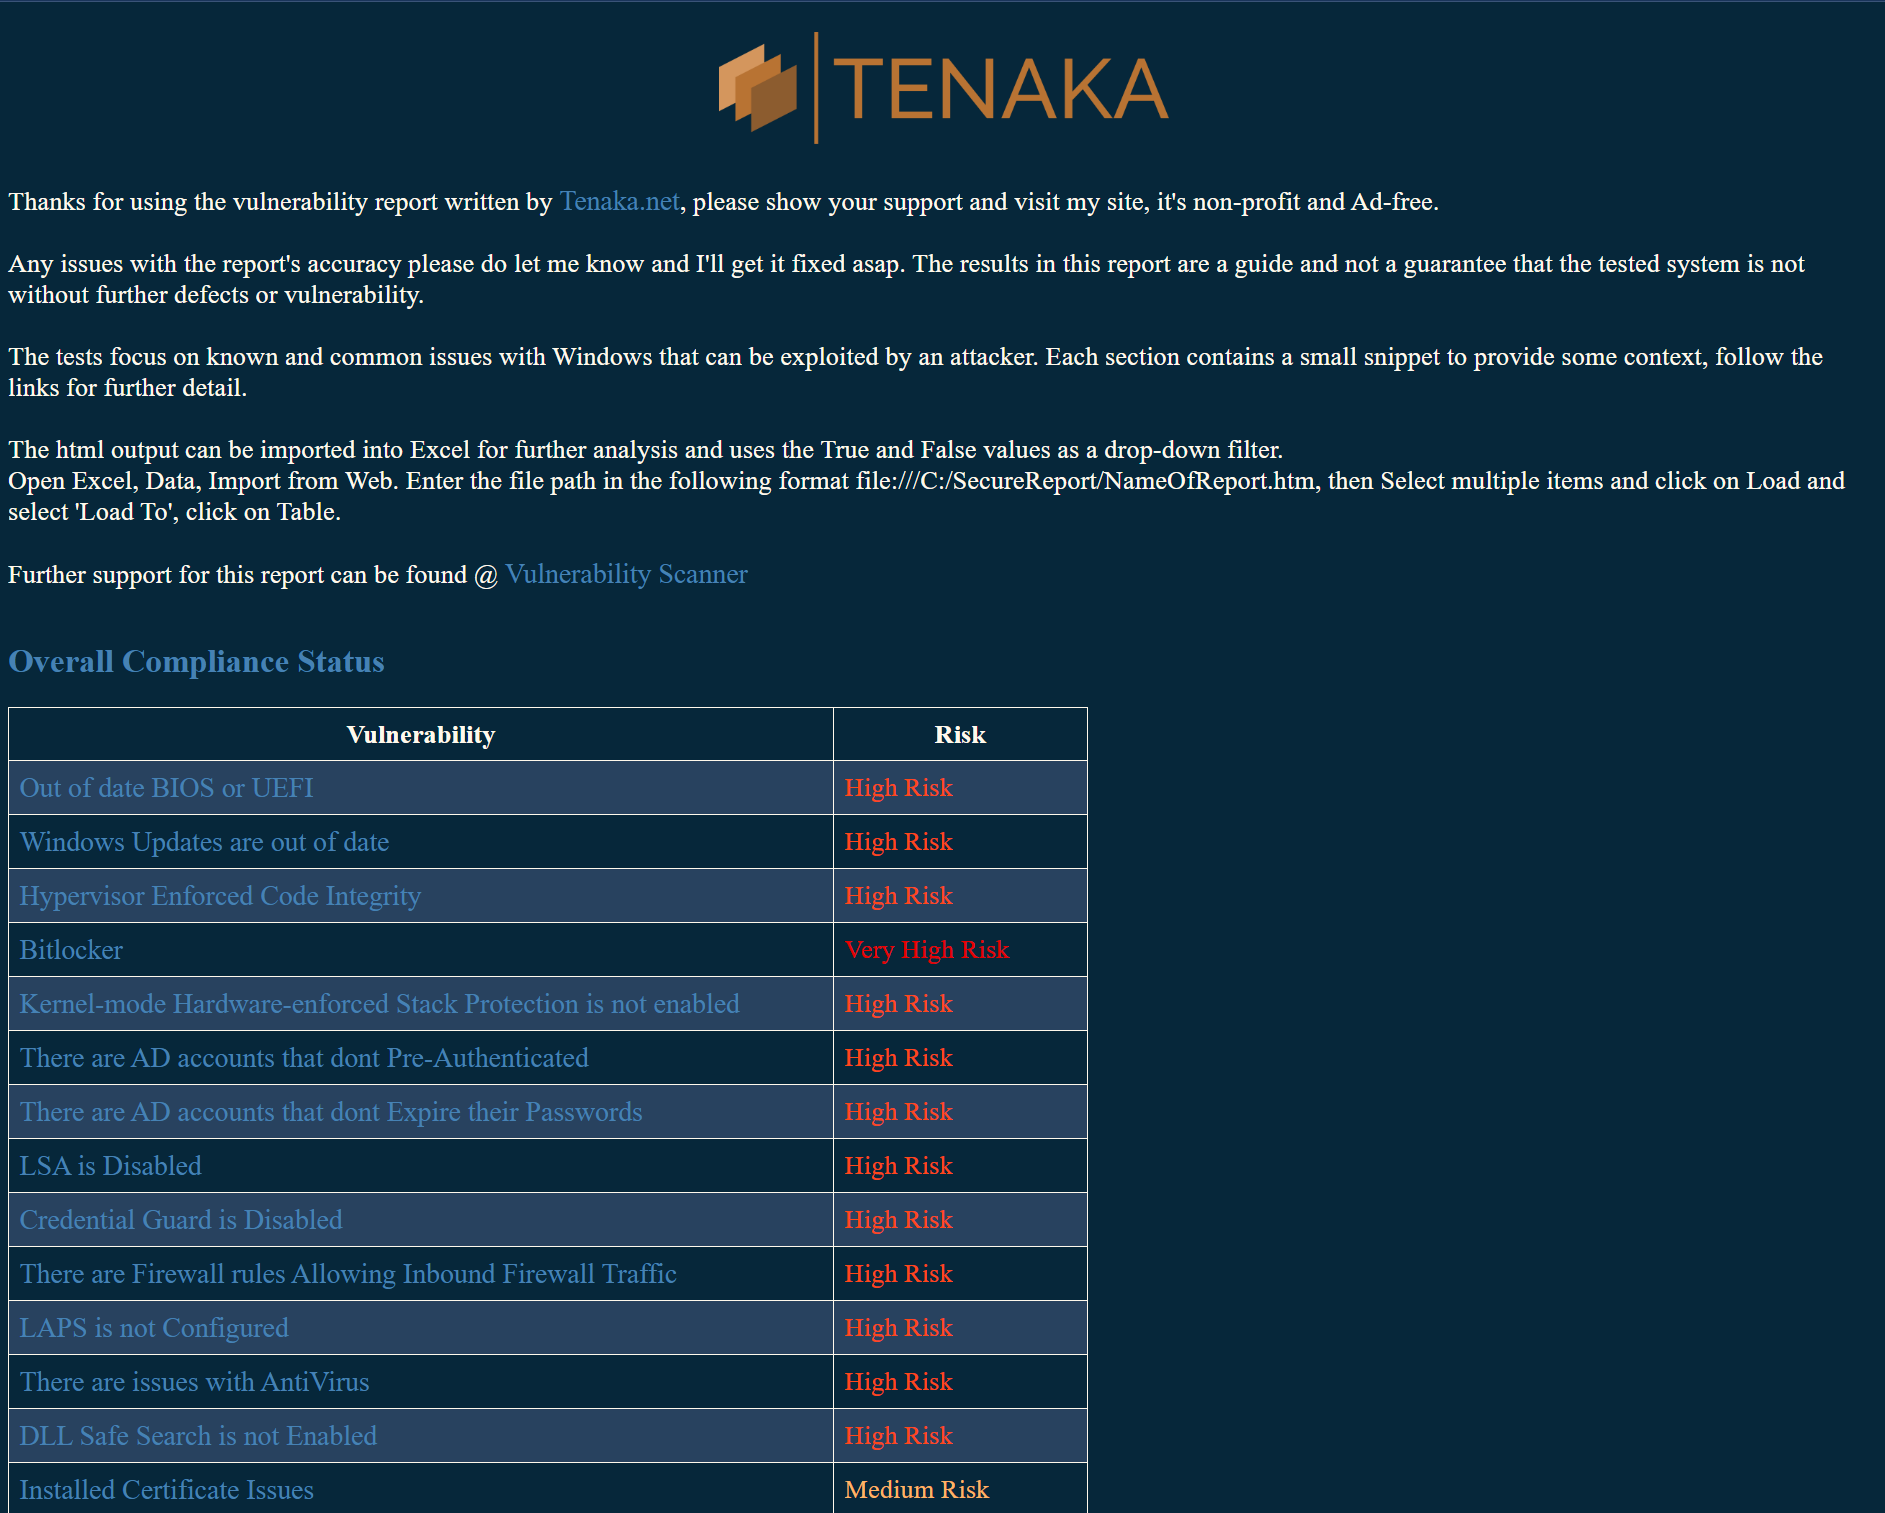 TENAKA
Thanks for using the vulnerability report written by Tenaka.net, please show your support and visit my site, it's non-profit and Ad-free.
Any issues with the report's accuracy please do let me know and I'll get it fixed asap. The results in this report are a guide and not a guarantee that the tested system is not
without further defects or vulnerability.
The tests focus on known and common issues with Windows that can be exploited by an attacker. Each section contains a small snippet to provide some context, follow the
links for further detail.
The html output can be imported into Excel for further analysis and uses the True and False values as a drop-down filter.
Open Excel, Data, Import from Web. Enter the file path in the following format file:///C:/SecureReport/NameOfReport.htm, then Select multiple items and click on Load and
select 'Load To', click on Table.
Further support for this report can be found @ Vulnerability Scanner
Overall Compliance Status
Vulnerability Risk
Out of date BIOS or UEFI High Risk
Windows Updates are out of date High Risk
Hypervisor Enforced Code Integrity High Risk
Bitlocker Very High Risk
Kernel-mode Hardware-enforced Stack Protection is not enabled High Risk
There are AD accounts that dont Pre-Authenticated High Risk
There are AD accounts that dont Expire their Passwords High Risk
LSA is Disabled High Risk
Credential Guard is Disabled High Risk
There are Firewall rules Allowing Inbound Firewall Traffic High Risk
LAPS is not Configured High Risk
There are issues with AntiVirus High Risk
DLL Safe Search is not Enabled High Risk
Installed Certificate Issues Medium Risk